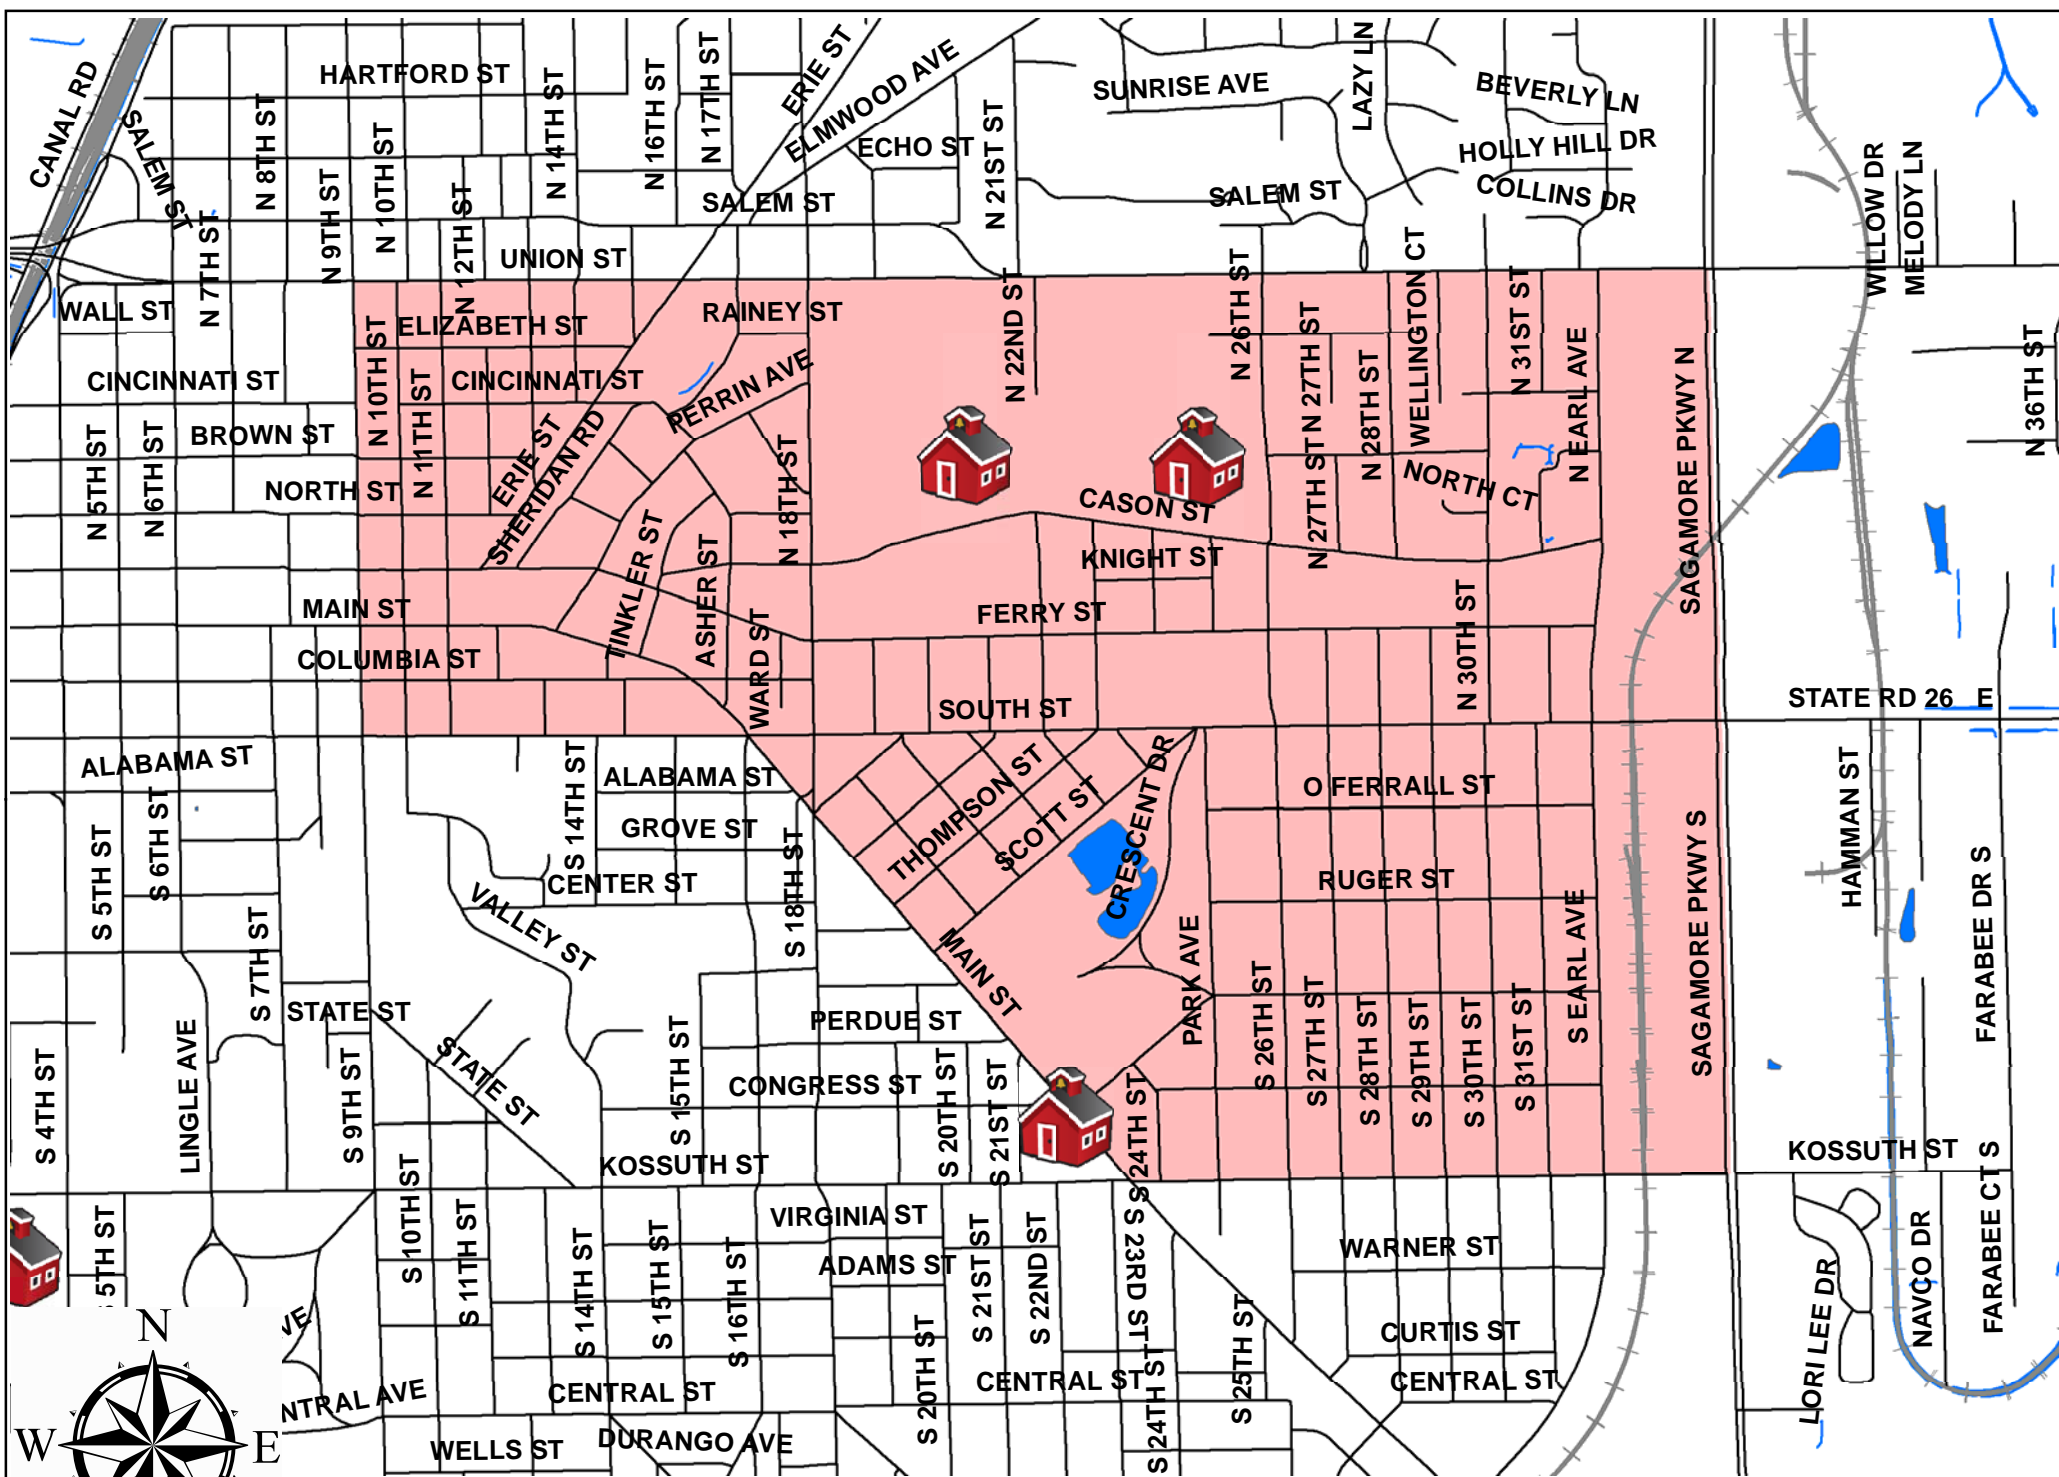 HARTFORD ST
CANAL RD
SALEM ST
N 8TH ST
N 10TH ST
N 14TH ST
N 16TH ST
N 17TH ST
ERIE ST
ELMWOOD AVE
ECHO ST
N 21ST ST
SUNRISE AVE
LAZY LN
BEVERLY LN
HOLLY HILL DR
COLLINS DR
SALEM ST
SALEM ST
N 7TH ST
N 9TH ST
N 12TH ST
UNION ST
WILLOW DR
MELODY LN
WALL ST
ELIZABETH ST
RAINEY ST
N 22ND ST
N 26TH ST
N 27TH ST
WELLINGTON CT
N 31ST ST
N EARL AVE
SAGAMORE PKWY N
N 36TH ST
CINCINNATI ST
N 10TH ST
CINCINNATI ST
PERRIN AVE
N 28TH ST
N 5TH ST
N 6TH ST
BROWN ST
N 11TH ST
ERIE ST
SHERIDAN RD
N 18TH ST
NORTH ST
CASON ST
N 27TH ST
NORTH CT
TINKLER ST
ASHER ST
KNIGHT ST
MAIN ST
WARD ST
FERRY ST
N 30TH ST
COLUMBIA ST
SOUTH ST
STATE RD 26 E
ALABAMA ST
S 14TH ST
ALABAMA ST
THOMPSON ST
SCOTT ST
CRESCENT DR
O FERRALL ST
SAGAMORE PKWY S
HAMMAN ST
S 5TH ST
S 6TH ST
GROVE ST
S 18TH ST
CENTER ST
RUGER ST
FARABEE DR S
S 7TH ST
VALLEY ST
MAIN ST
PARK AVE
S EARL AVE
STATE ST
LINGLE AVE
STATE ST
PERDUE ST
S 26TH ST
S 27TH ST
S 28TH ST
S 29TH ST
S 30TH ST
S 31ST ST
S 4TH ST
S 9TH ST
S 15TH ST
CONGRESS ST
S 20TH ST
S 21ST ST
S 24TH ST
KOSSUTH ST
KOSSUTH ST
S 5TH ST
S 10TH ST
S 11TH ST
S 14TH ST
S 15TH ST
S 16TH ST
VIRGINIA ST
ADAMS ST
S 21ST ST
S 22ND ST
S 23RD ST
WARNER ST
LORI LEE DR
NAVCO DR
FARABEE CT S
N
W
E
VE
NTRAL AVE
CENTRAL ST
S 20TH ST
CENTRAL ST
S 24TH ST
S 25TH ST
CURTIS ST
CENTRAL ST
WELLS ST
DURANGO AVE